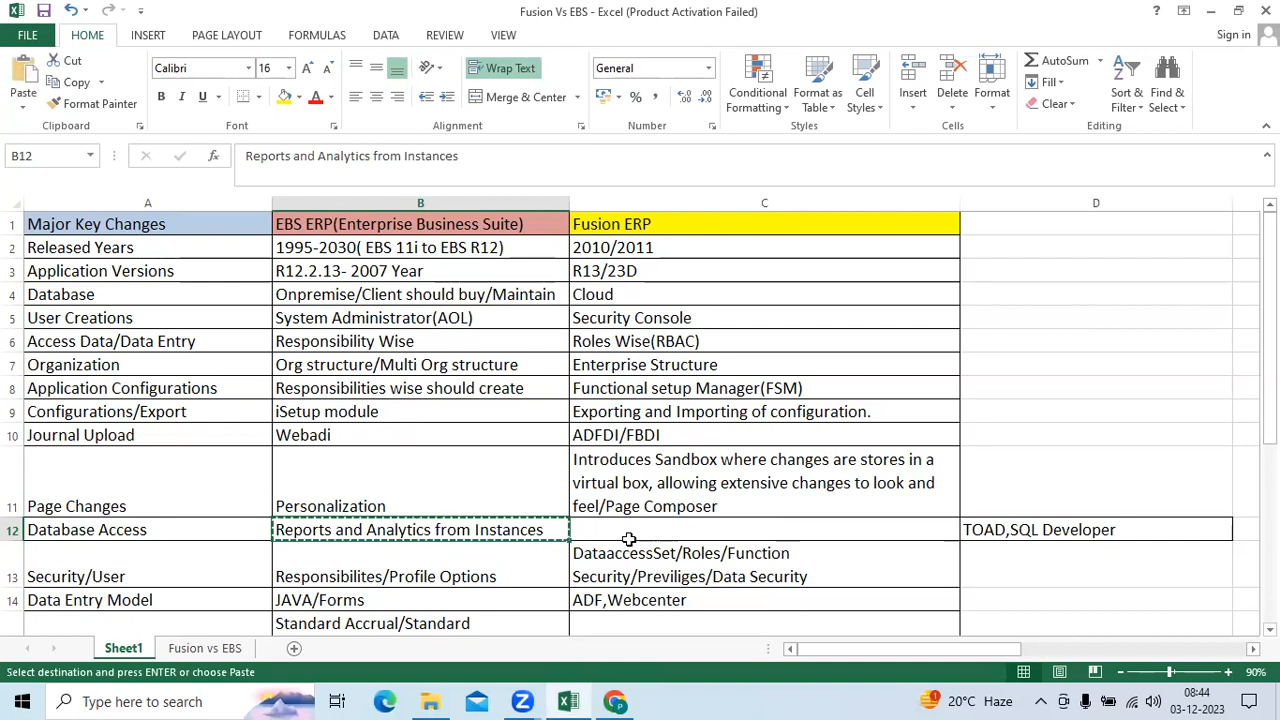 Fusion Vs EBS - Excel (Product Activation Failed)
?
FILE HOME INSERT PAGE LAYOUT FORMULAS DATA REVIEW VIEW Sign in
Paste
Cut
Copy
Format Painter
Clipboard
Calibri 16
B I U
Font
Wrap Text
Merge & Center
Alignment
General
%
Number
Conditional Formatting
Format as Table
Cell Styles
Styles
Insert
Delete
Format
Cells
AutoSum
Fill
Clear
Sort & Filter
Find & Select
Editing
B12 fx Reports and Analytics from Instances
A B C D
1 Major Key Changes EBS ERP(Enterprise Business Suite) Fusion ERP
2 Released Years 1995-2030( EBS 11i to EBS R12) 2010/2011
3 Application Versions R12.2.13- 2007 Year R13/23D
4 Database Onpremise/Client should buy/Maintain Cloud
5 User Creations System Administrator(AOL) Security Console
6 Access Data/Data Entry Responsibility Wise Roles Wise(RBAC)
7 Organization Org structure/Multi Org structure Enterprise Structure
8 Application Configurations Responsibilities wise should create Functional setup Manager(FSM)
9 Configurations/Export iSetup module Exporting and Importing of configuration.
10 Journal Upload Webadi ADFDI/FBDI
Introduces Sandbox where changes are stores in a
virtual box, allowing extensive changes to look and
11 Page Changes Personalization feel/Page Composer
12 Database Access Reports and Analytics from Instances TOAD,SQL Developer
DataaccessSet/Roles/Function
13 Security/User Responsibilites/Profile Options Security/Previliges/Data Security
14 Data Entry Model JAVA/Forms ADF,Webcenter
Standard Accrual/Standard
Sheet1 Fusion vs EBS
Select destination and press ENTER or choose Paste 90%
Type here to search 20°C Haze 08:44
03-12-2023